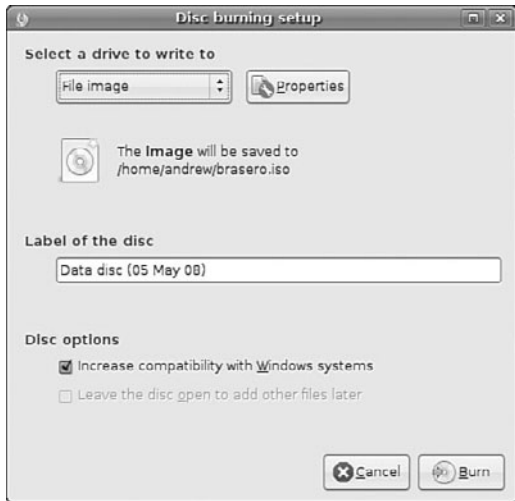 Disc burning setup
Select a drive to write to
File image
Properties
The Image will be saved to
/home/andrew/brasero.iso
Label of the disc
Data disc (05 May 08)
Disc options
Increase compatibility with Windows systems
Leave the disc open to add other files later
Cancel
Burn